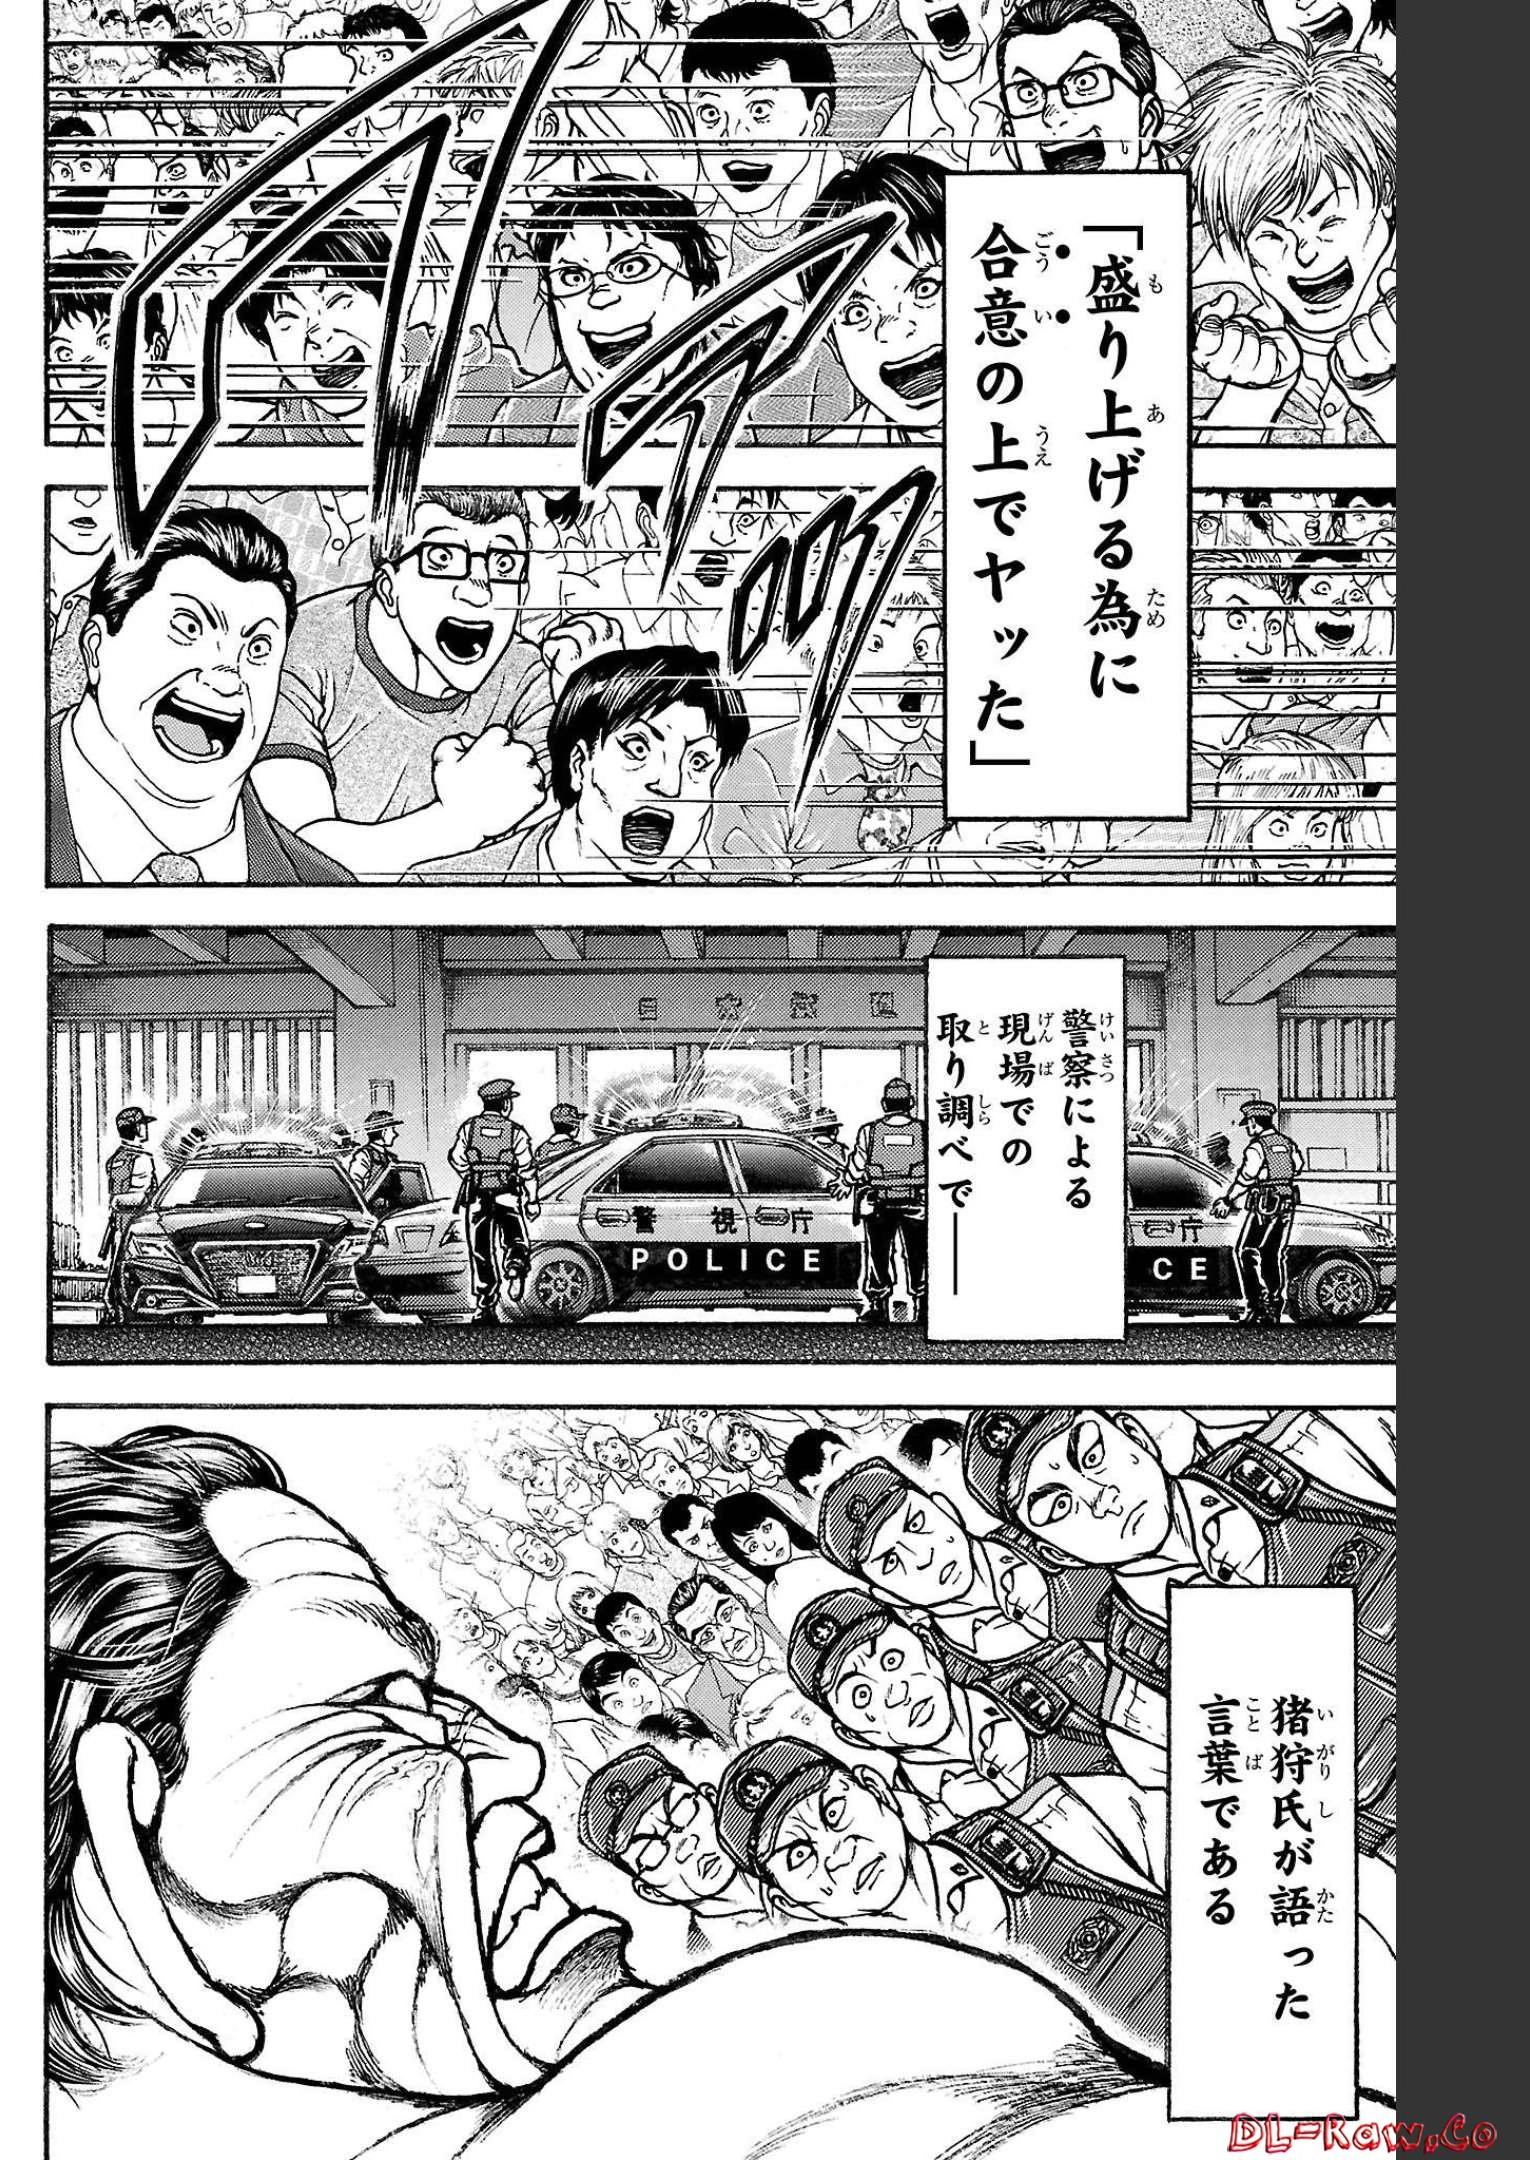 「盛り上げる為に
合意の上でヤッた」
警察による
現場での
取り調べで――
警視庁
POLICE
庁
CE
猪狩氏が語った
言葉である
DL-Raw.Co